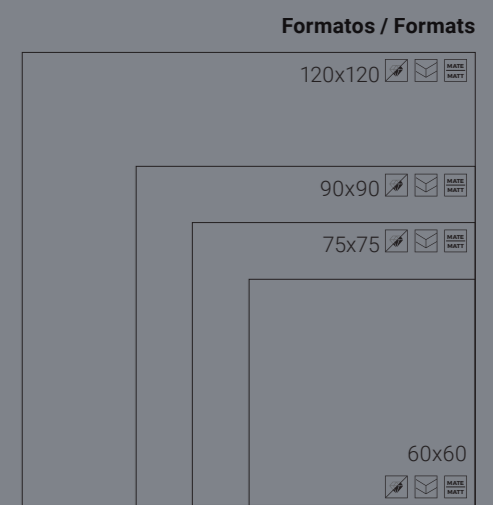 Formatos / Formats
120x120 MATE MATT
90x90 MATE MATT
75x75 MATE MATT
60x60
MATE MATT